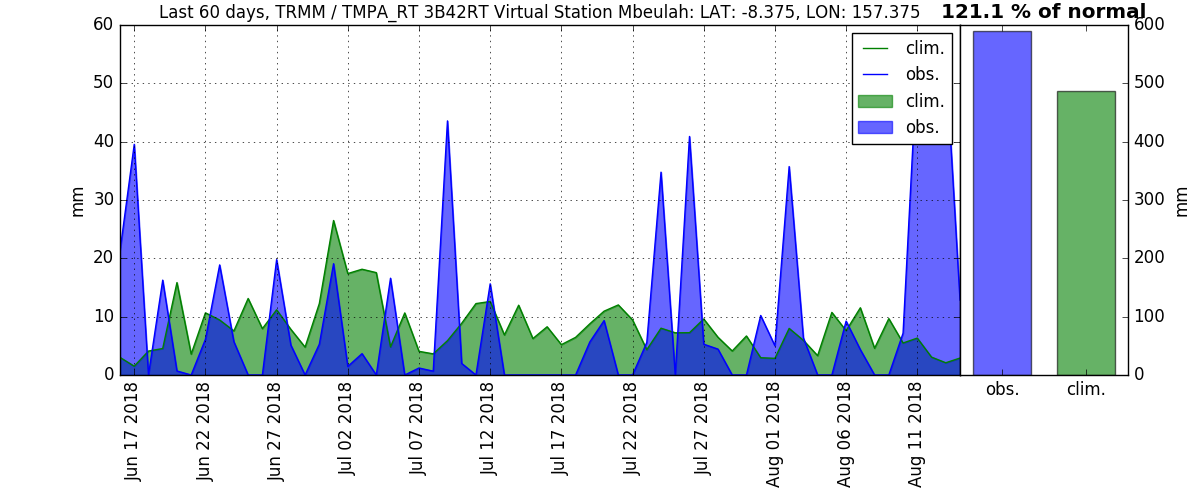 Last 60 days, TRMM / TMPA_RT 3B42RT Virtual Station Mbeulah: LAT: -8.375, LON: 157.375
121.1 % of normal
60
50
40
30
20
10
0
mm
clim.
obs.
clim.
obs.
600
500
400
300
200
100
0
mm
Jun 17 2018
Jun 22 2018
Jun 27 2018
Jul 02 2018
Jul 07 2018
Jul 12 2018
Jul 17 2018
Jul 22 2018
Jul 27 2018
Aug 01 2018
Aug 06 2018
Aug 11 2018
obs.
clim.